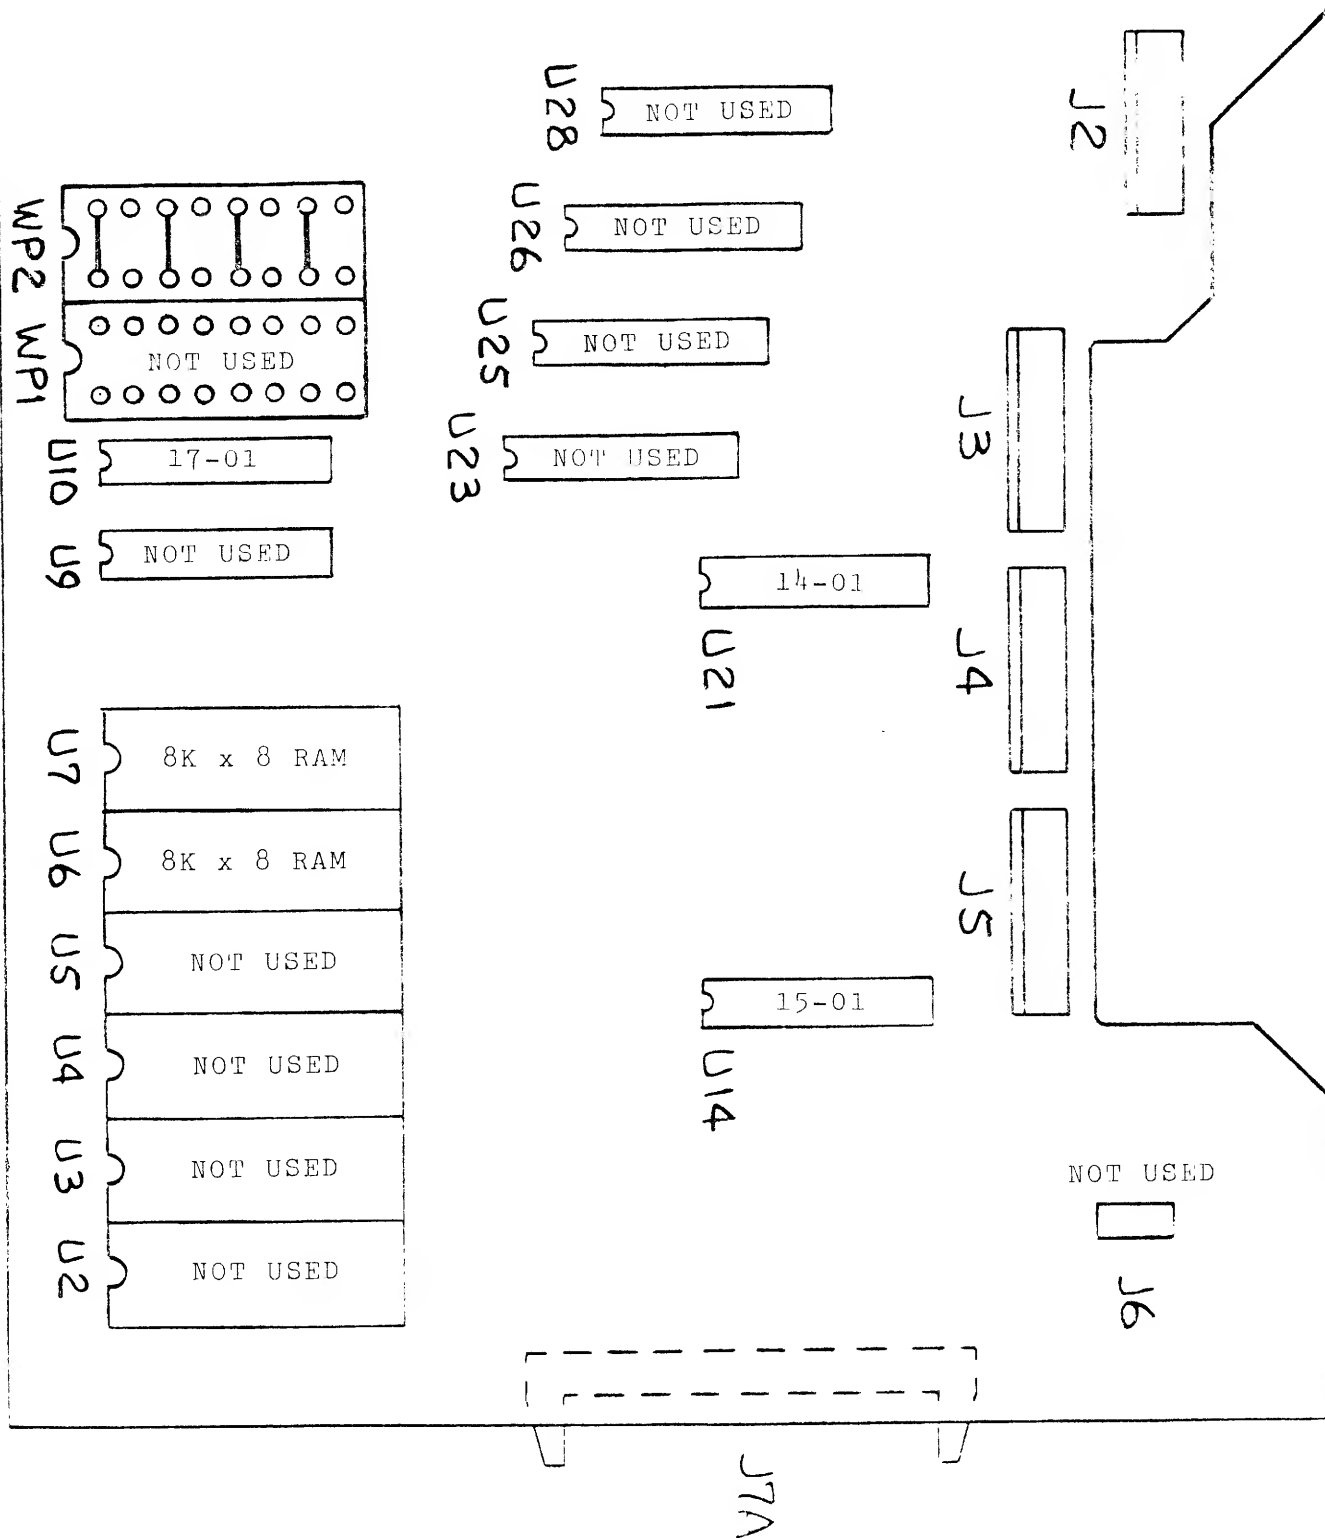 J2
U28
NOT USED
U26
NOT USED
WP2
U25
NOT USED
WP1
NOT USED
J3
U23
NOT USED
U10
17-01
U9
NOT USED
14-01
U21
J4
U7
8K x 8 RAM
U6
8K x 8 RAM
J5
U5
NOT USED
15-01
U14
U4
NOT USED
U3
NOT USED
NOT USED
J6
U2
NOT USED
J7A